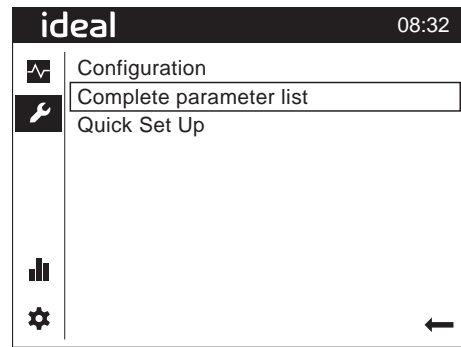 ideal 08:32
Configuration
Complete parameter list
Quick Set Up